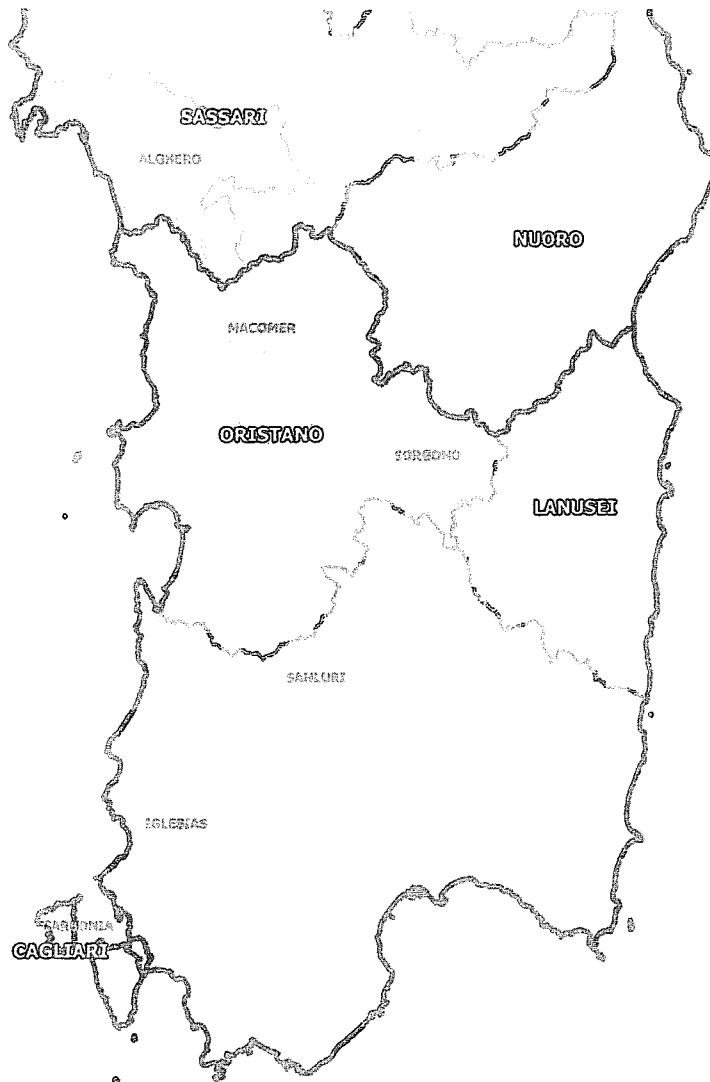 SASSARI
ALGHERO
NUORO
MACOMER
ORISTANO
SORGONO
LANUSEI
SANLURI
IGLESIAS
CARBONIA
CAGLIARI